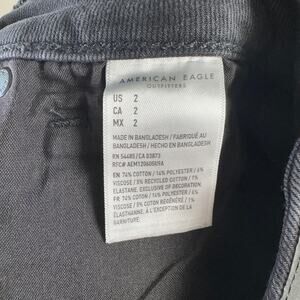 AMERICAN EAGLE
OUTFITTERS
US 2
CA 2
MX 2
MADE IN BANGLADESH / FABRIQUÉ AU
BANGLADESH / HECHO EN BANGLADESH
RN 54485/CA 03873
EN 74% COTTON / 14% POLYESTER / 6%
VISCOSE / 5% RECYCLED COTTON / 1%
ELASTANE. EXCLUSIVE OF DECORATION.
FR 74% COTON / 14% POLYESTER / 6%
VISCOSE / 5% COTON RÉGÉNÉRÉ / 1%
ÉLASTHANNE. À L'EXCEPTION DE LA
GARNITURE.